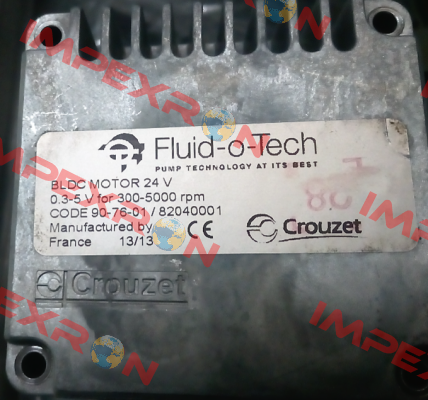 Fluid-o-Tech
PUMP TECHNOLOGY AT ITS BEST
BLDC MOTOR 24 V
0.3-5 V for 300-5000 rpm
CODE 90-76-01 / 82040001
Manufactured by
France 13/13
CE
Crouzet
Crouzet
IMPEXRON
IMPEXRON
IMPEXRON
IMPEXRON